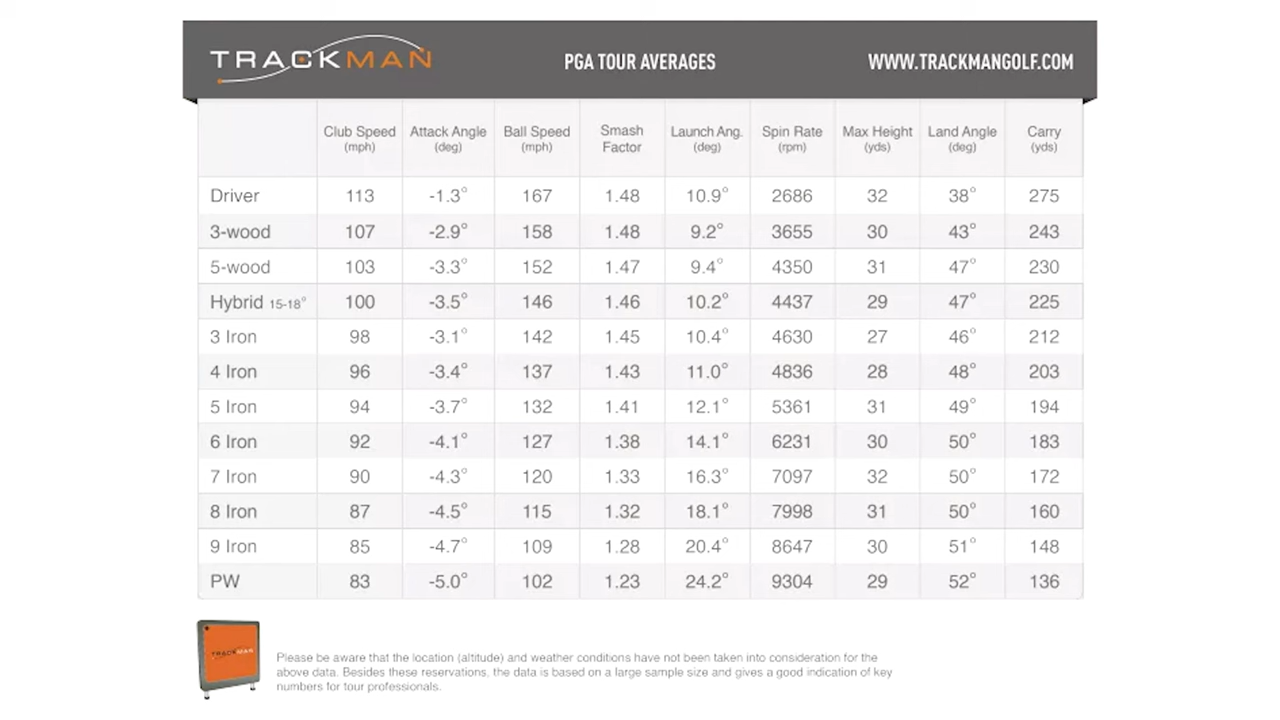 TRACKMAN PGA TOUR AVERAGES WWW.TRACKMANGOLF.COM
Club Speed (mph) Attack Angle (deg) Ball Speed (mph) Smash Factor Launch Ang. (deg) Spin Rate (rpm) Max Height (yds) Land Angle (deg) Carry (yds)
Driver 113 -1.3° 167 1.48 10.9° 2686 32 38° 275
3-wood 107 -2.9° 158 1.48 9.2° 3655 30 43° 243
5-wood 103 -3.3° 152 1.47 9.4° 4350 31 47° 230
Hybrid 15-18° 100 -3.5° 146 1.46 10.2° 4437 29 47° 225
3 Iron 98 -3.1° 142 1.45 10.4° 4630 27 46° 212
4 Iron 96 -3.4° 137 1.43 11.0° 4836 28 48° 203
5 Iron 94 -3.7° 132 1.41 12.1° 5361 31 49° 194
6 Iron 92 -4.1° 127 1.38 14.1° 6231 30 50° 183
7 Iron 90 -4.3° 120 1.33 16.3° 7097 32 50° 172
8 Iron 87 -4.5° 115 1.32 18.1° 7998 31 50° 160
9 Iron 85 -4.7° 109 1.28 20.4° 8647 30 51° 148
PW 83 -5.0° 102 1.23 24.2° 9304 29 52° 136
TRACKMAN
Please be aware that the location (altitude) and weather conditions have not been taken into consideration for the
above data. Besides these reservations, the data is based on a large sample size and gives a good indication of key
numbers for tour professionals.